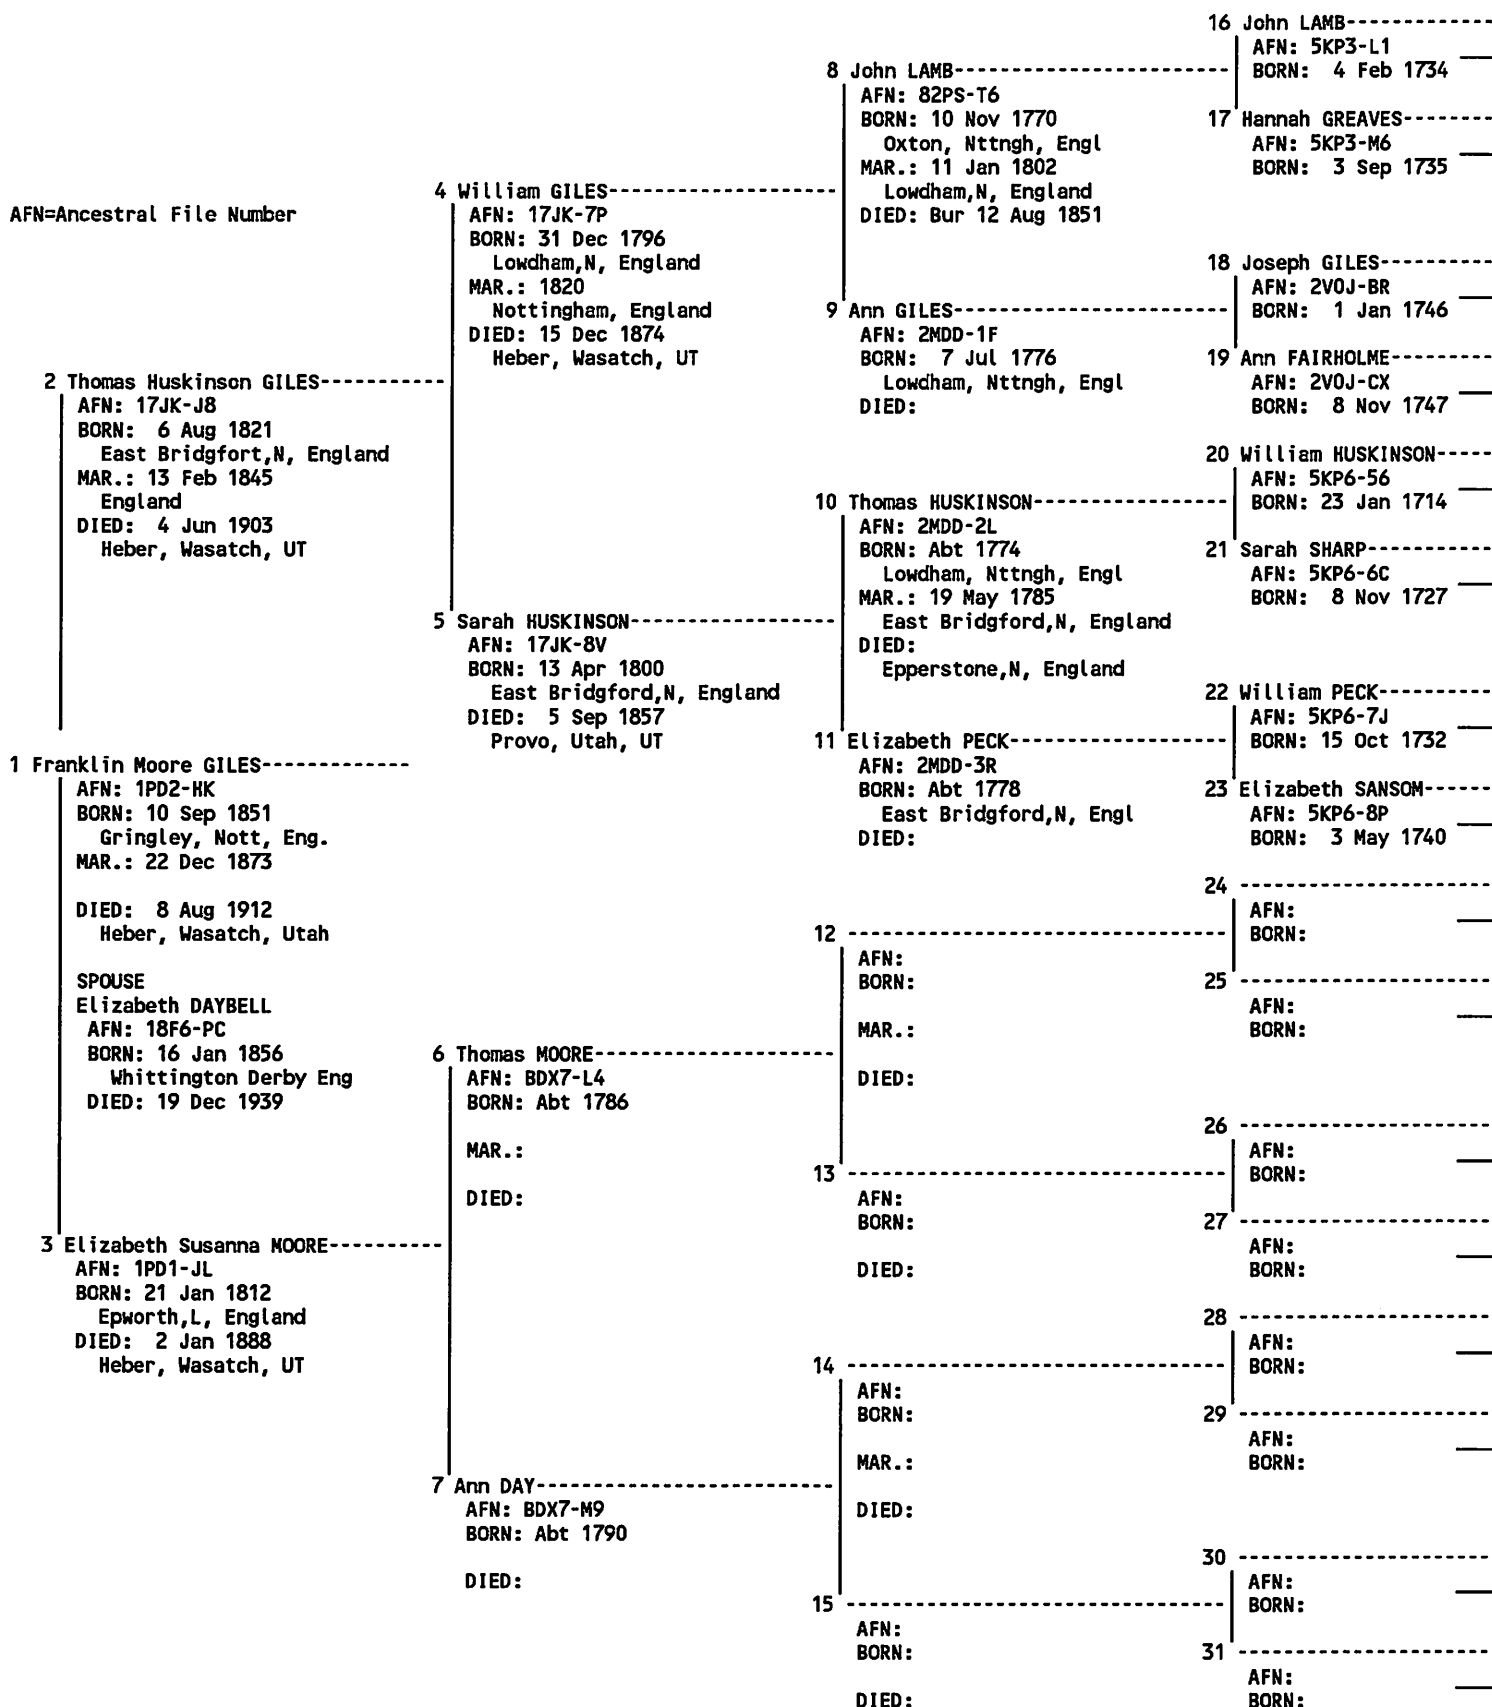 AFN=Ancestral File Number
1 Franklin Moore GILES-------------
AFN: 1PD2-HK
BORN: 10 Sep 1851
Gringley, Nott, Eng.
MAR.: 22 Dec 1873
DIED:  8 Aug 1912
Heber, Wasatch, Utah
SPOUSE
Elizabeth DAYBELL
AFN: 18F6-PC
BORN: 16 Jan 1856
Whittington Derby Eng
DIED: 19 Dec 1939
2 Thomas Huskinson GILES-----------
AFN: 17JK-J8
BORN:  6 Aug 1821
East Bridgfort,N, England
MAR.: 13 Feb 1845
England
DIED:  4 Jun 1903
Heber, Wasatch, UT
3 Elizabeth Susanna MOORE----------
AFN: 1PD1-JL
BORN: 21 Jan 1812
Epworth,L, England
DIED:  2 Jan 1888
Heber, Wasatch, UT
4 William GILES--------------------
AFN: 17JK-7P
BORN: 31 Dec 1796
Lowdham,N, England
MAR.: 1820
Nottingham, England
DIED: 15 Dec 1874
Heber, Wasatch, UT
5 Sarah HUSKINSON------------------
AFN: 17JK-8V
BORN: 13 Apr 1800
East Bridgford,N, England
DIED:  5 Sep 1857
Provo, Utah, UT
6 Thomas MOORE---------------------
AFN: BDX7-L4
BORN: Abt 1786
MAR.:
DIED:
7 Ann DAY--------------------------
AFN: BDX7-M9
BORN: Abt 1790
DIED:
8 John LAMB------------------------
AFN: 82PS-T6
BORN: 10 Nov 1770
Oxton, Nttngh, Engl
MAR.: 11 Jan 1802
Lowdham,N, England
DIED: Bur 12 Aug 1851
9 Ann GILES------------------------
AFN: 2MDD-1F
BORN:  7 Jul 1776
Lowdham, Nttngh, Engl
DIED:
10 Thomas HUSKINSON-----------------
AFN: 2MDD-2L
BORN: Abt 1774
Lowdham, Nttngh, Engl
MAR.: 19 May 1785
East Bridgford,N, England
DIED:
Epperstone,N, England
11 Elizabeth PECK-------------------
AFN: 2MDD-3R
BORN: Abt 1778
East Bridgford,N, Engl
DIED:
12 ---------------------------------
AFN:
BORN:
MAR.:
DIED:
13 ---------------------------------
AFN:
BORN:
DIED:
14 ---------------------------------
AFN:
BORN:
MAR.:
DIED:
15 ---------------------------------
AFN:
BORN:
DIED:
16 John LAMB-------------
AFN: 5KP3-L1
BORN:  4 Feb 1734
17 Hannah GREAVES--------
AFN: 5KP3-M6
BORN:  3 Sep 1735
18 Joseph GILES----------
AFN: 2V0J-BR
BORN:  1 Jan 1746
19 Ann FAIRHOLME---------
AFN: 2V0J-CX
BORN:  8 Nov 1747
20 William HUSKINSON-----
AFN: 5KP6-56
BORN: 23 Jan 1714
21 Sarah SHARP-----------
AFN: 5KP6-6C
BORN:  8 Nov 1727
22 William PECK----------
AFN: 5KP6-7J
BORN: 15 Oct 1732
23 Elizabeth SANSOM------
AFN: 5KP6-8P
BORN:  3 May 1740
24 ----------------------
AFN:
BORN:
25 ----------------------
AFN:
BORN:
26 ----------------------
AFN:
BORN:
27 ----------------------
AFN:
BORN:
28 ----------------------
AFN:
BORN:
29 ----------------------
AFN:
BORN:
30 ----------------------
AFN:
BORN:
31 ----------------------
AFN:
BORN: